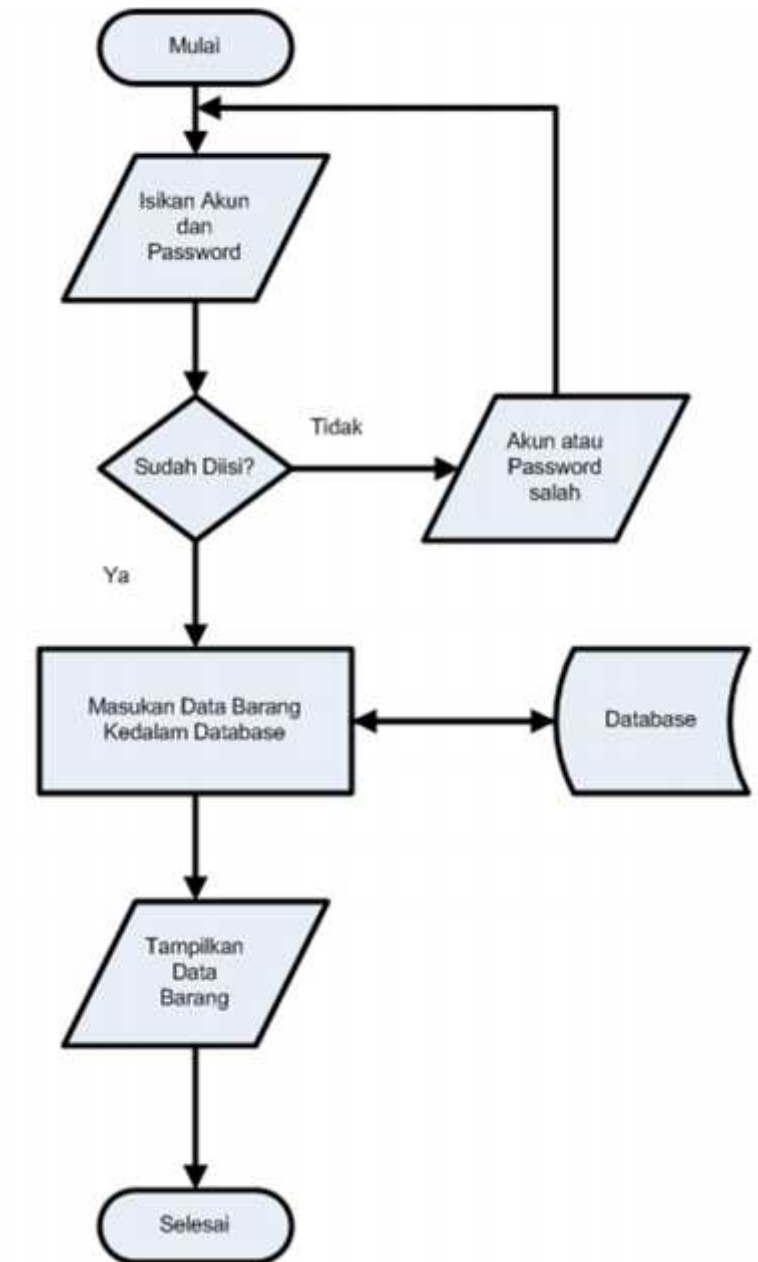 Mulai
Isikan Akun
dan
Password
Sudah Diisi?
Tidak
Akun atau
Password
salah
Ya
Masukan Data Barang
Kedalam Database
Database
Tampilkan
Data
Barang
Selesai